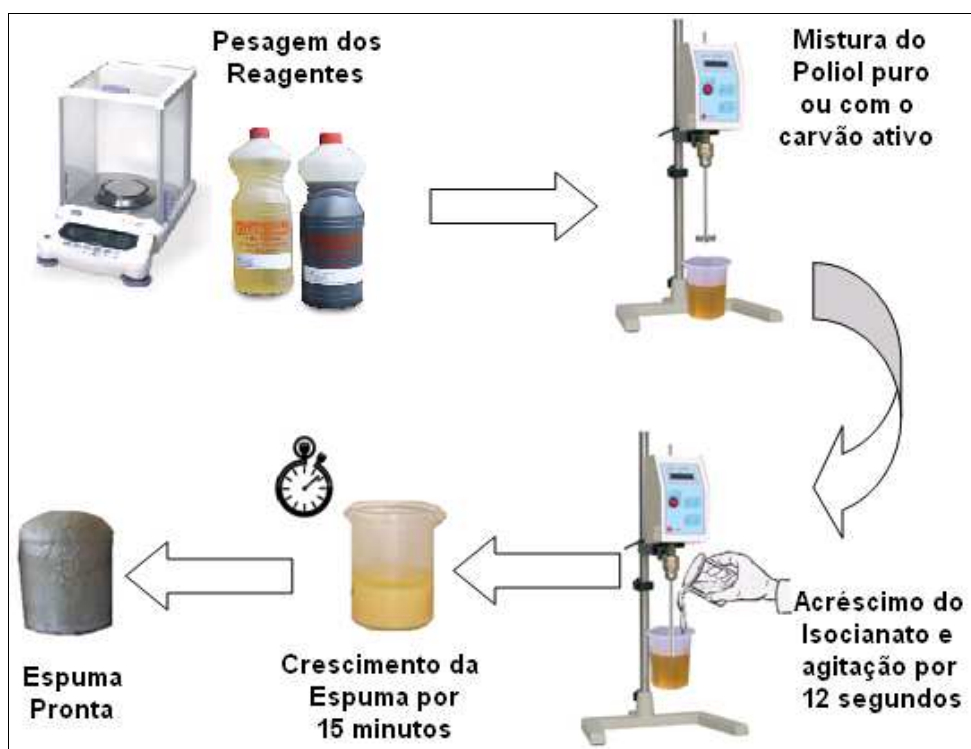 Pesagem dos
Reagentes
Mistura do
Poliol puro
ou com o
carvão ativo
Acréscimo do
Isocianato e
agitação por
12 segundos
Crescimento da
Espuma por
15 minutos
Espuma
Pronta